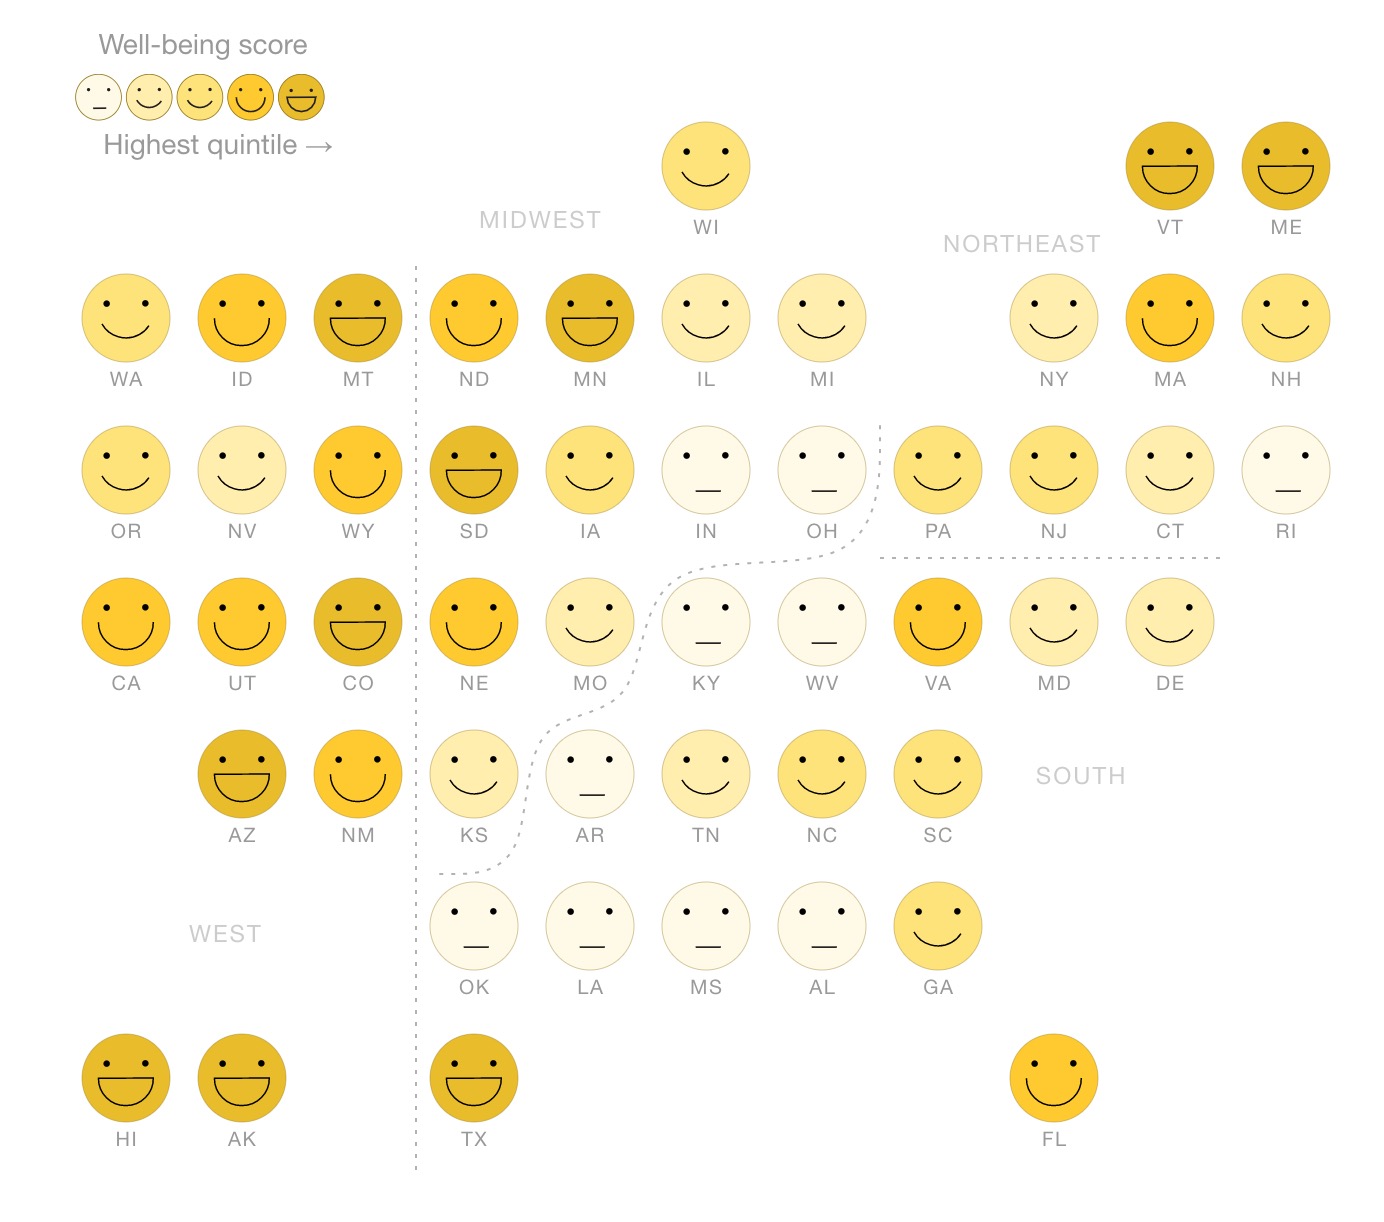 Well-being score
Highest quintile →
WI
VT ME
MIDWEST
NORTHEAST
WA ID MT ND MN IL MI NY MA NH
OR NV WY SD IA IN OH PA NJ CT RI
CA UT CO NE MO KY WV VA MD DE
SOUTH
AZ NM KS AR TN NC SC
WEST
OK LA MS AL GA
HI AK TX FL